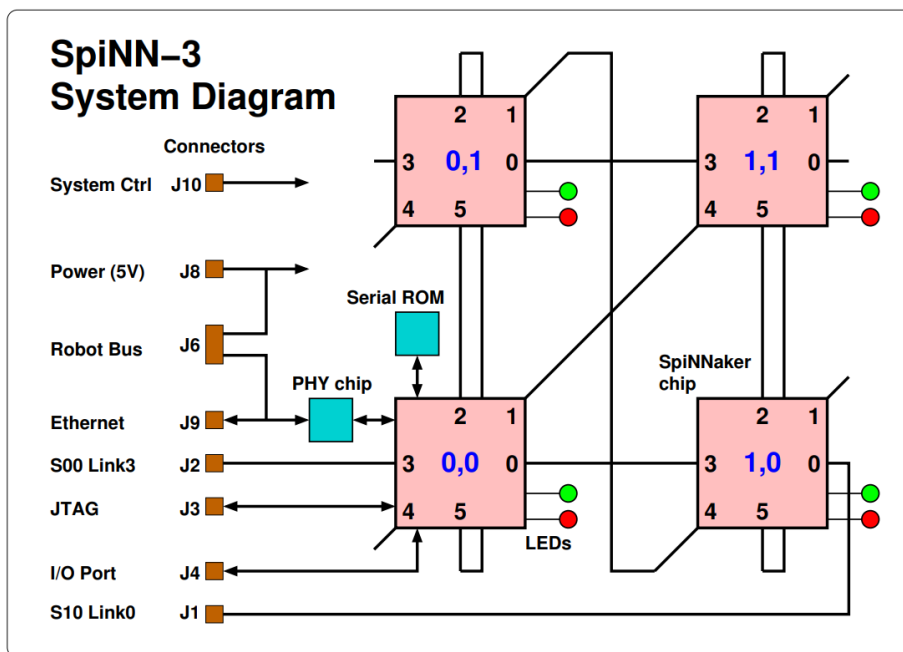 SpiNN–3
System Diagram
Connectors
System Ctrl J10
Power (5V) J8
Robot Bus J6
Ethernet J9
S00 Link3 J2
JTAG J3
I/O Port J4
S10 Link0 J1
Serial ROM
PHY chip
SpiNNaker
chip
LEDs
2 1
3 0,1 0
4 5
2 1
3 1,1 0
4 5
2 1
3 0,0 0
4 5
2 1
3 1,0 0
4 5